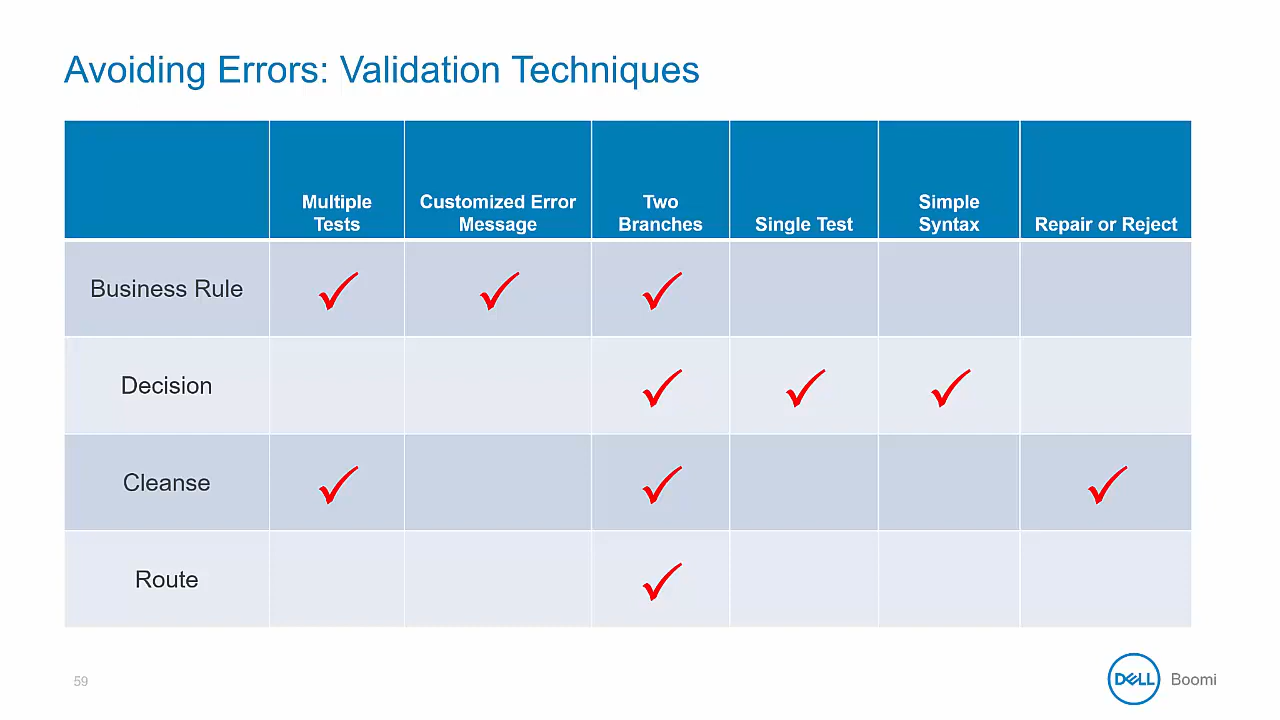 Avoiding Errors: Validation Techniques
Multiple
Tests
Customized Error
Message
Two
Branches
Single Test
Simple
Syntax
Repair or Reject
Business Rule
Decision
Cleanse
Route
59
DELL
Boomi